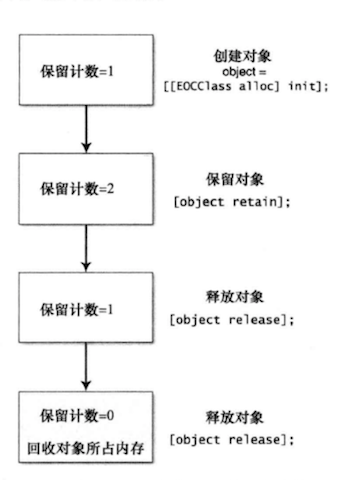 保留计数=1
创建对象
object =
[[EOCClass alloc] init];
保留计数=2
保留对象
[object retain];
保留计数=1
释放对象
[object release];
保留计数=0
回收对象所占内存
释放对象
[object release];